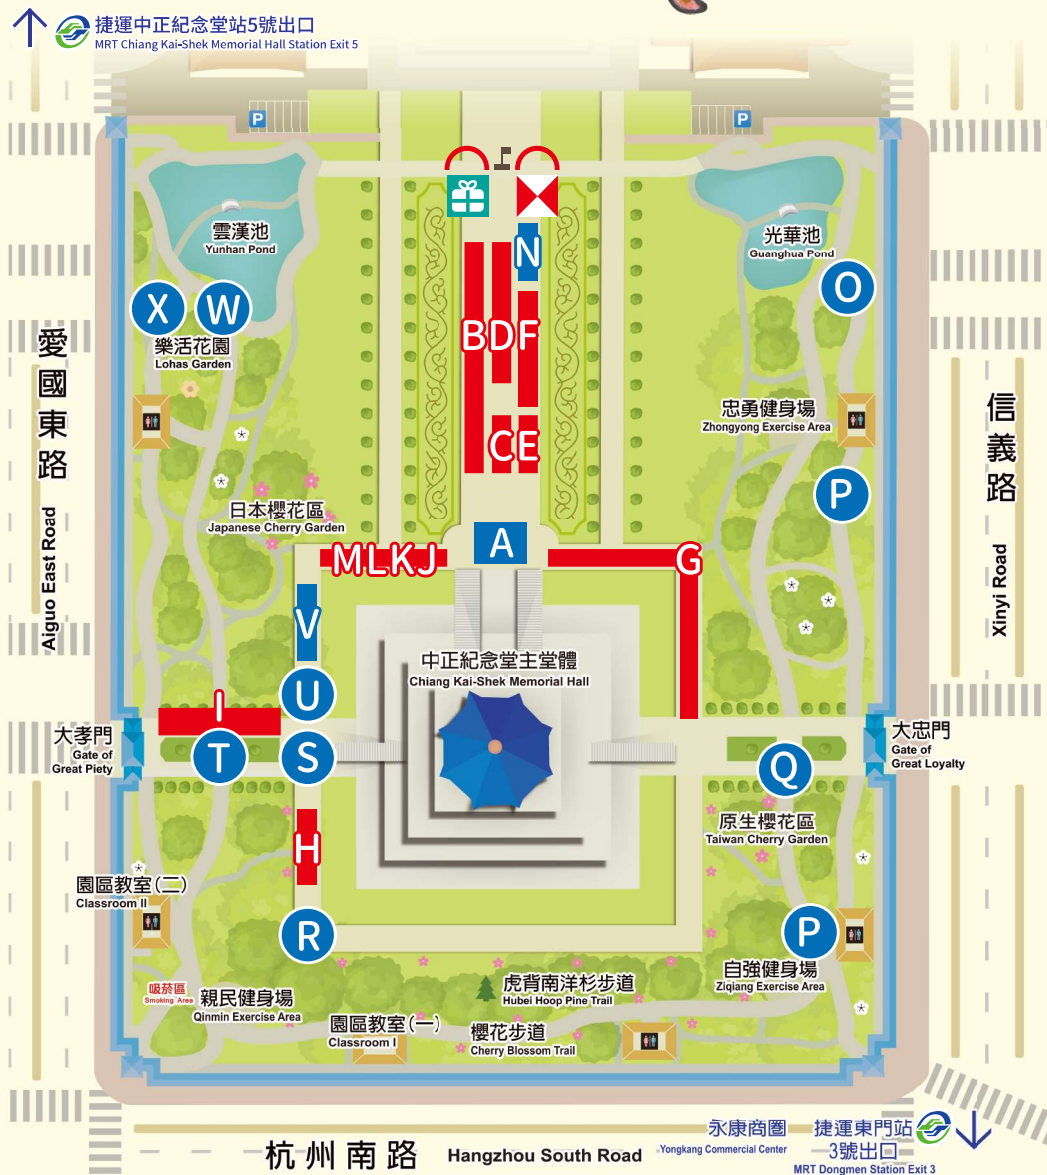 捷運中正紀念堂站5號出口
MRT Chiang Kai-Shek Memorial Hall Station Exit 5
P
P
雲漢池
Yunhan Pond
光華池
Guanghua Pond
N
O
X
W
B
D
F
樂活花園
Lohas Garden
愛國東路
Aiguo East Road
忠勇健身場
Zhongyong Exercise Area
信義路
Xinyi Road
C
E
P
日本櫻花區
Japanese Cherry Garden
A
M
L
K
J
G
V
中正紀念堂主堂體
Chiang Kai-Shek Memorial Hall
U
I
大孝門
Gate of
Great Piety
T
S
大忠門
Gate of
Great Loyalty
Q
原生櫻花區
Taiwan Cherry Garden
H
園區教室(二)
Classroom II
R
P
自強健身場
Ziqiang Exercise Area
虎背南洋杉步道
Hubei Hoop Pine Trail
吸菸區
Smoking Area
親民健身場
Qinmin Exercise Area
園區教室(一)
Classroom I
櫻花步道
Cherry Blossom Trail
杭州南路
Hangzhou South Road
永康商圈
Yongkang Commercial Center
捷運東門站
3號出口
MRT Dongmen Station Exit 3